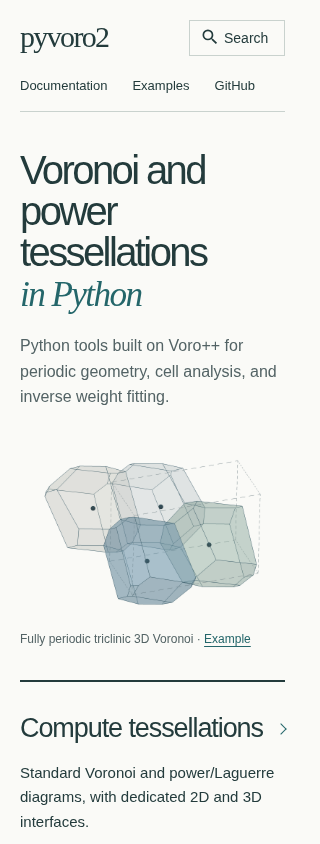 pyvoro2
Search
Documentation Examples GitHub
Voronoi and
power
tessellations
in Python
Python tools built on Voro++ for
periodic geometry, cell analysis, and
inverse weight fitting.
Fully periodic triclinic 3D Voronoi · Example
Compute tessellations
Standard Voronoi and power/Laguerre
diagrams, with dedicated 2D and 3D
interfaces.